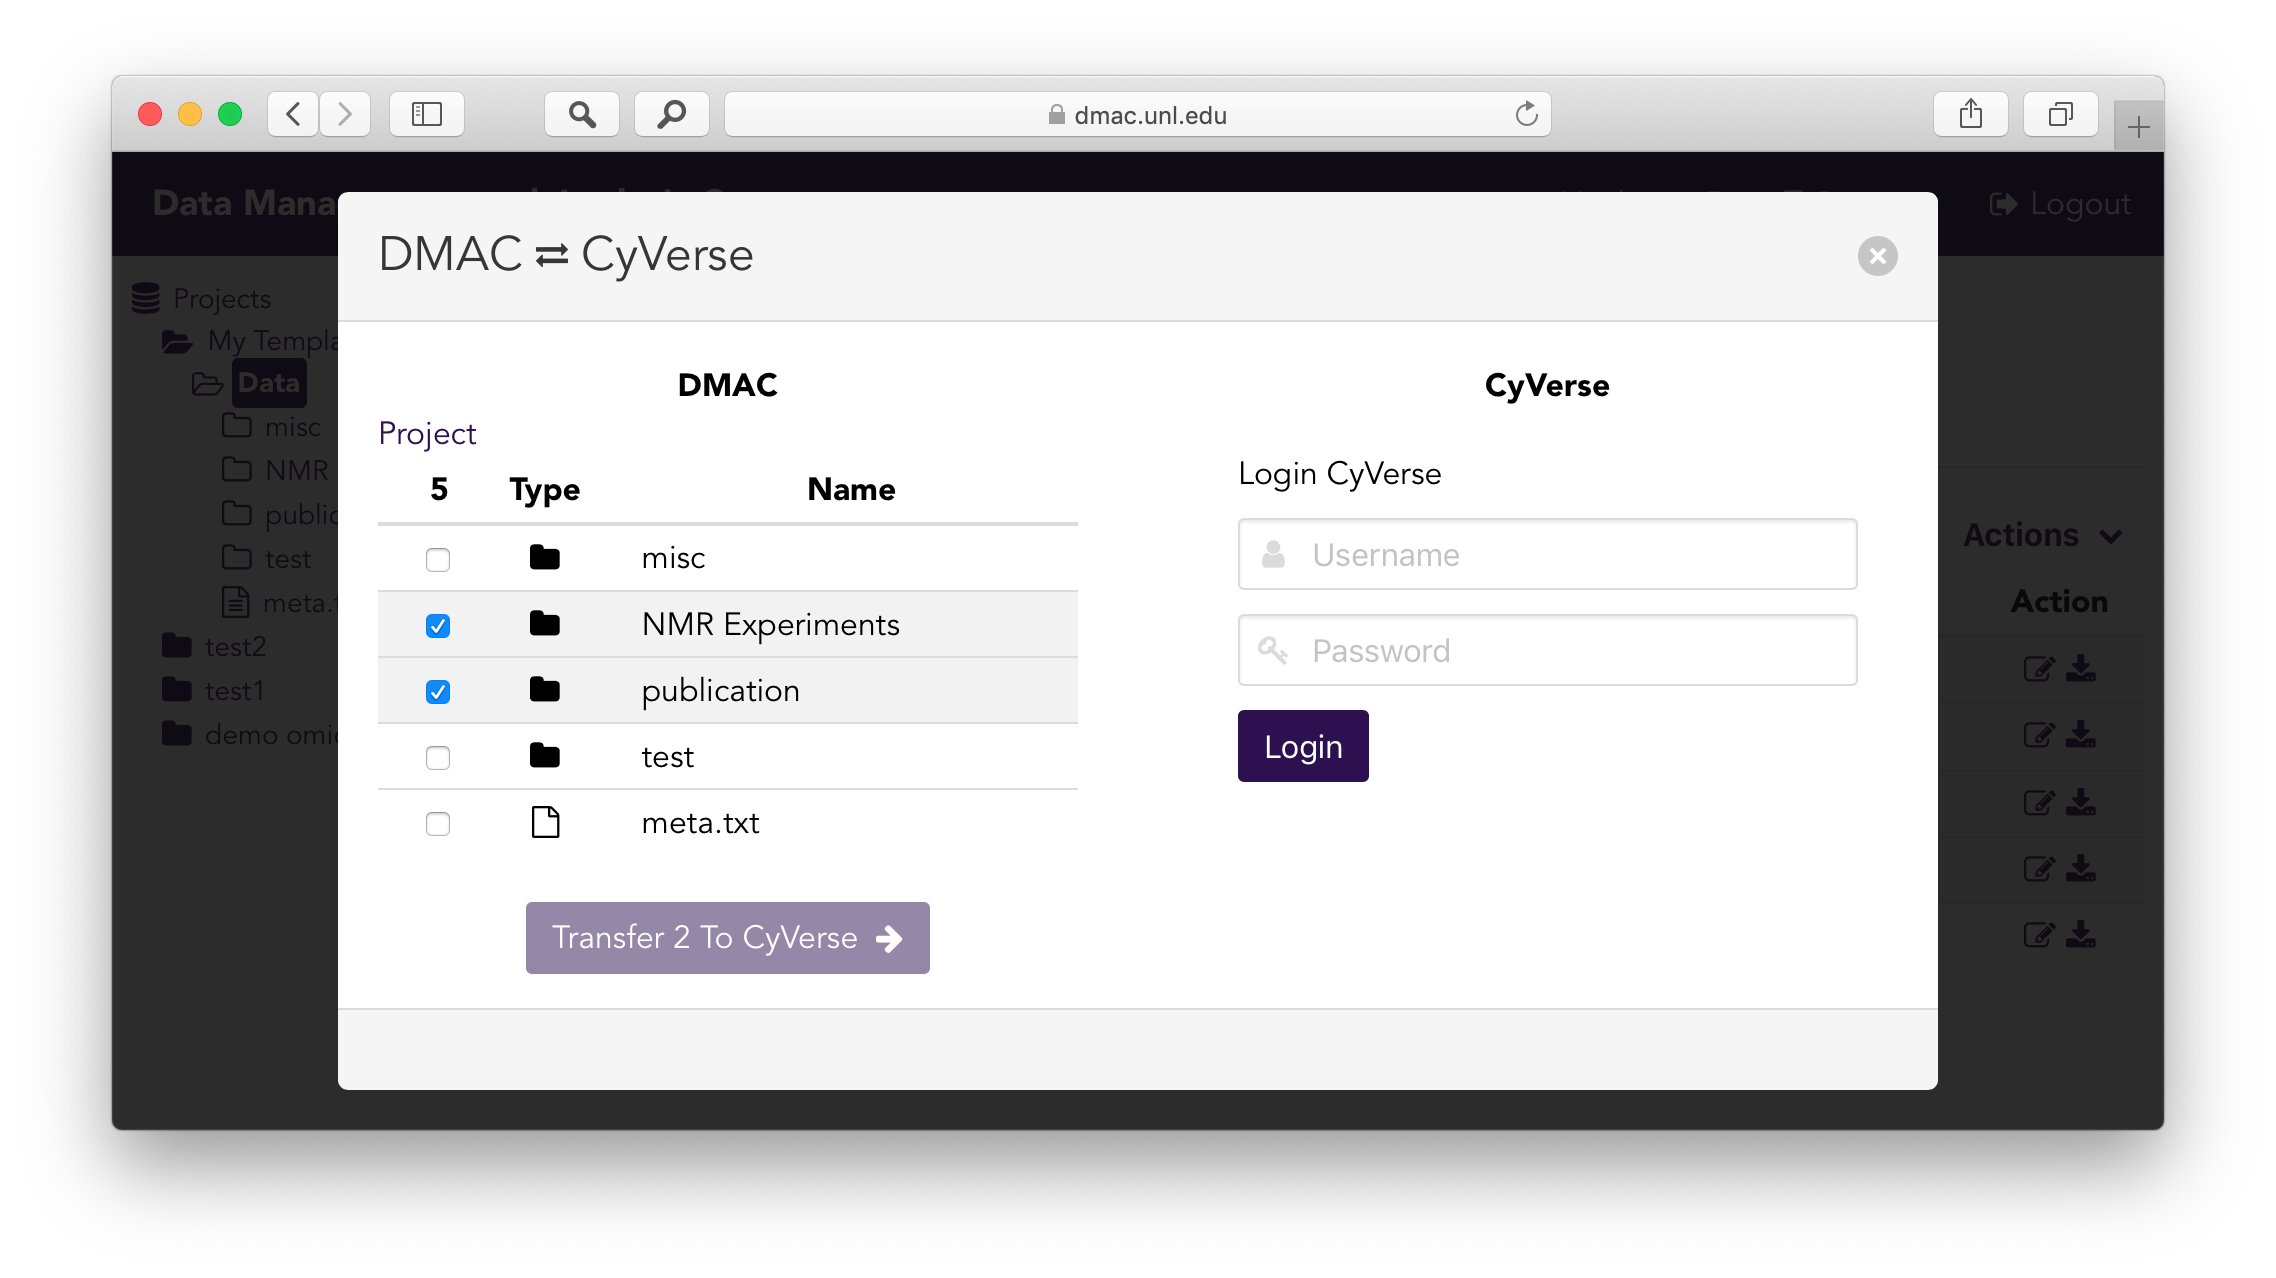 dmac.unl.edu
Data Mana
Logout
DMAC CyVerse
Projects
My Templa
Data
misc
NMR
public
test
meta.t
test2
test1
demo omic
DMAC
Project
5 Type Name
misc
NMR Experiments
publication
test
meta.txt
Transfer 2 To CyVerse
CyVerse
Login CyVerse
Username
Password
Login
Actions
Action